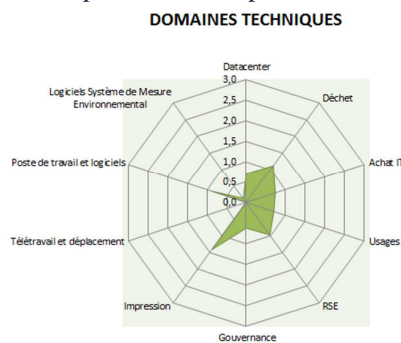 DOMAINES TECHNIQUES
Datacenter
3,0
2,5
2,0
1,5
1,0
0,5
0,0
Déchet
Achat IT
Usages
RSE
Gouvernance
Impression
Télétravail et déplacement
Poste de travail et logiciels
Logiciels Système de Mesure
Environnemental